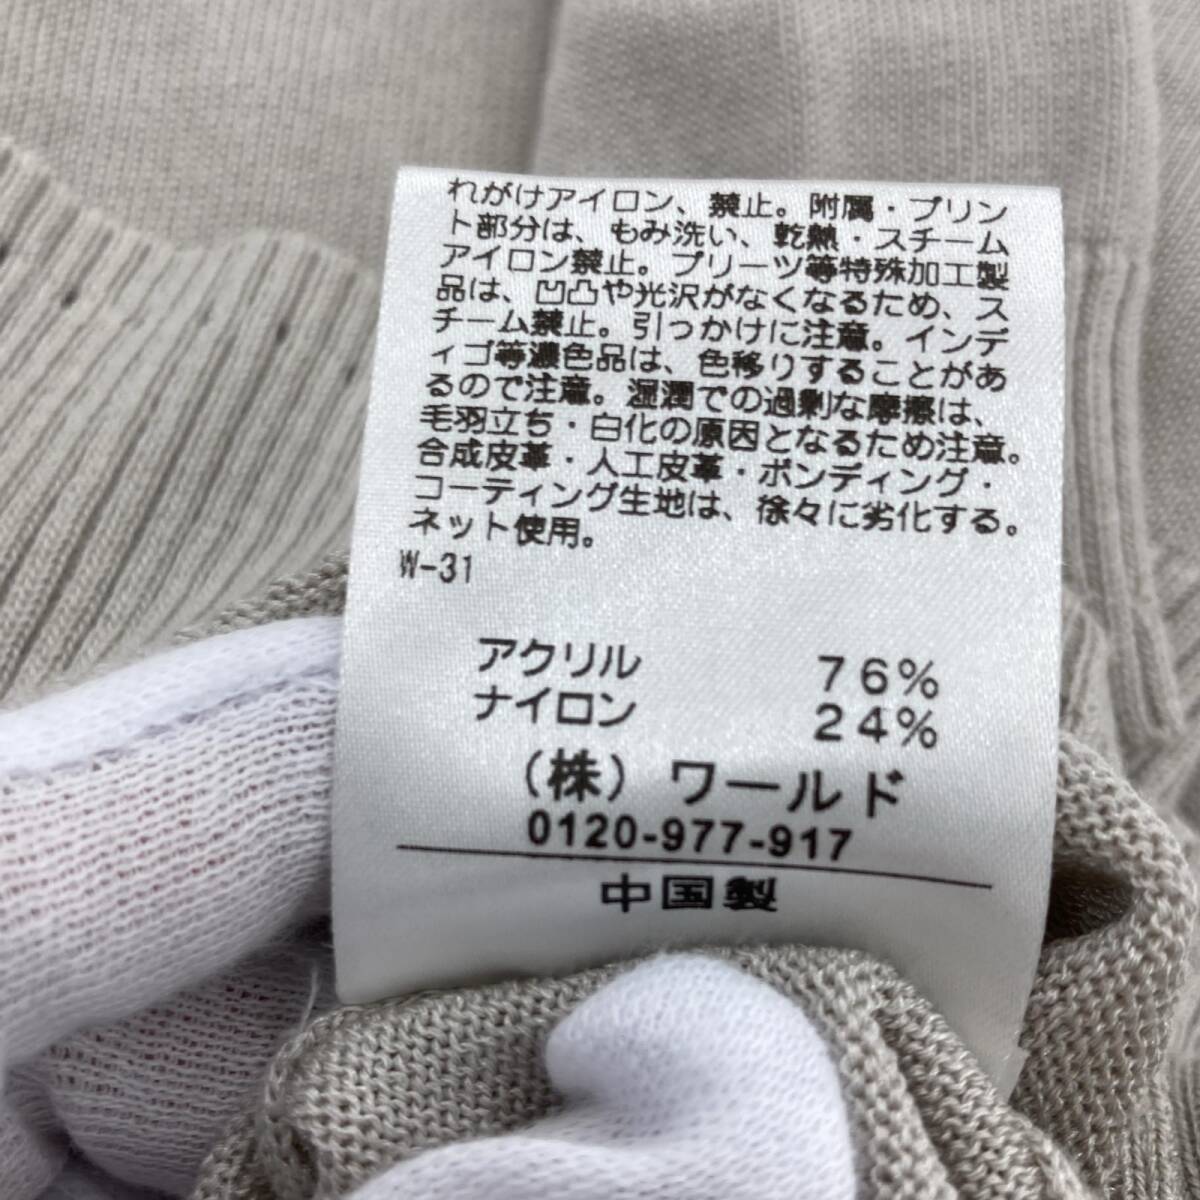 れがけアイロン、禁止。附属・プリン
ト部分は、もみ洗い、乾熱・スチーム
アイロン禁止。プリーツ等特殊加工製
品は、凹凸や光沢がなくなるため、ス
チーム禁止。引っかけに注意。インデ
ィゴ等濃色品は、色移りすることがあ
るので注意。湿潤での過剰な摩擦は、
毛羽立ち・白化の原因となるため注意。
合成皮革・人工皮革・ボンディング・
コーティング生地は、徐々に劣化する。
ネット使用。
W-31
アクリル 76%
ナイロン 24%
(株) ワールド
0120-977-917
中国製